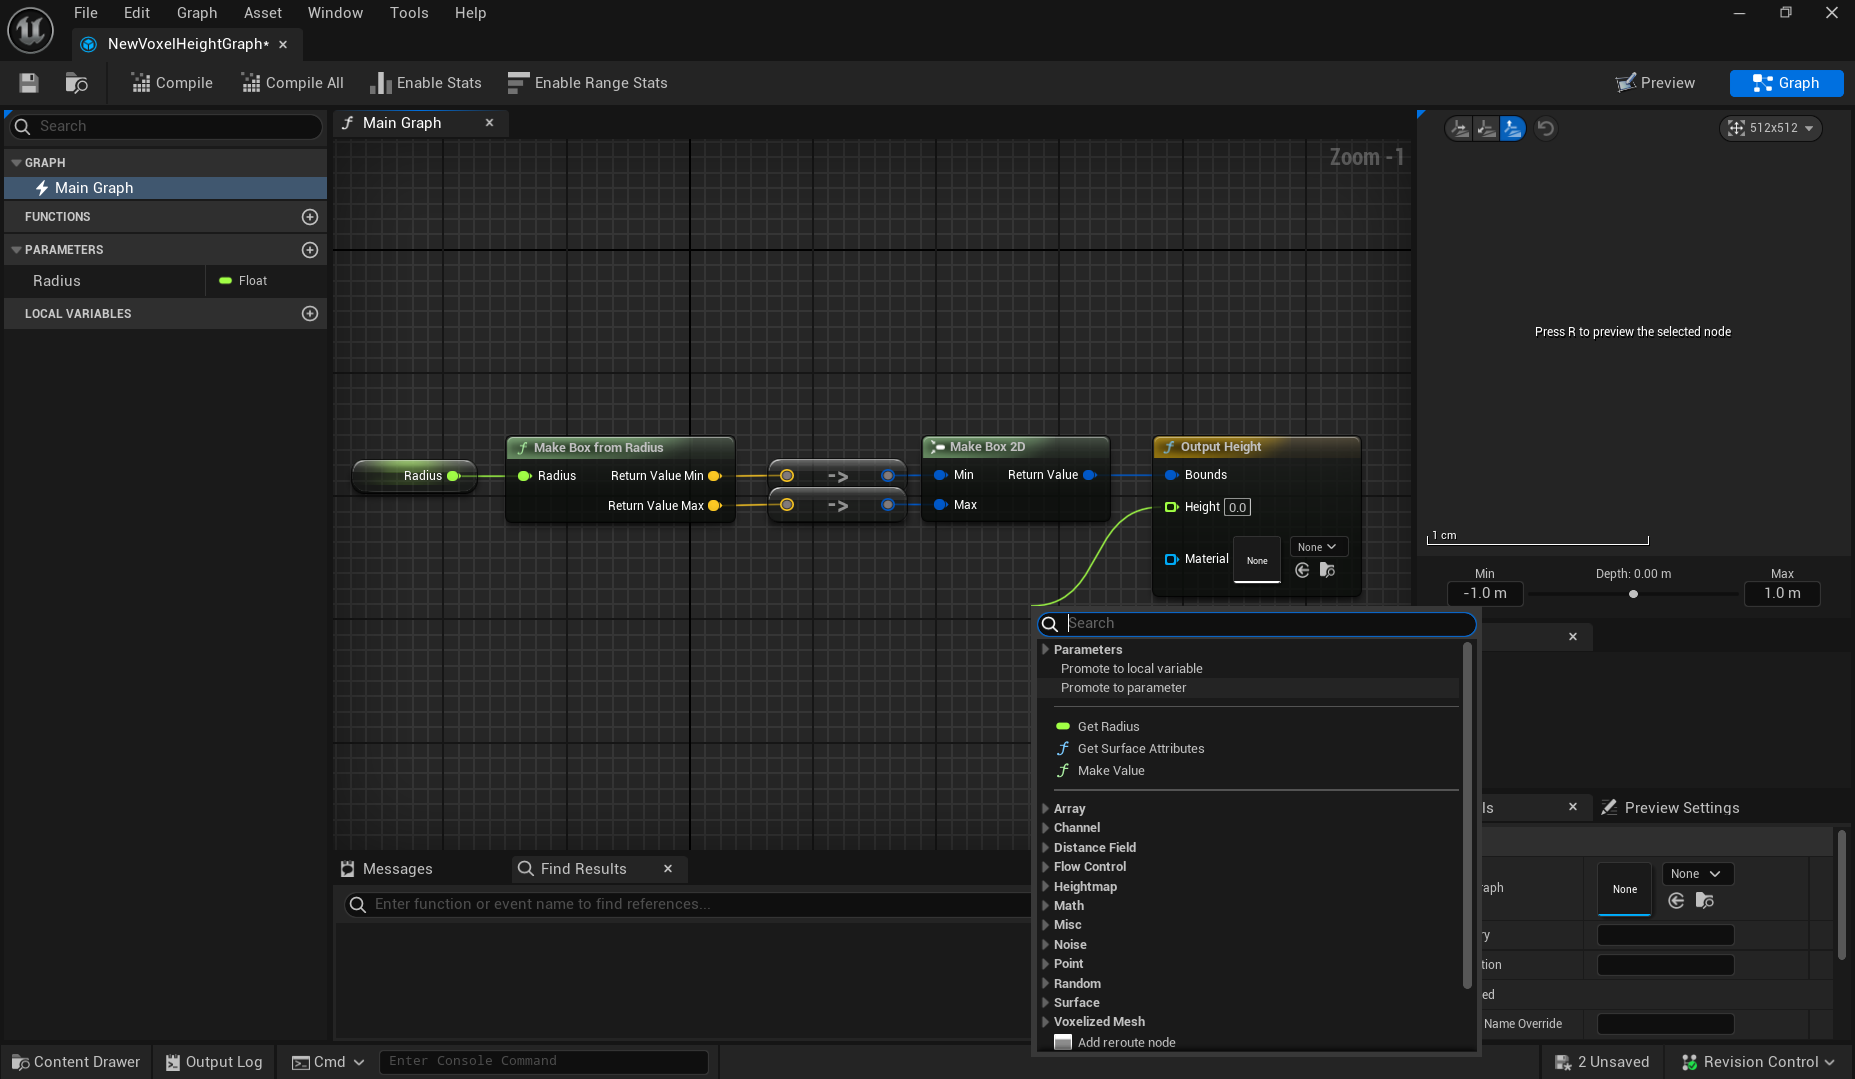 File Edit Graph Asset Window Tools Help
NewVoxelHeightGraph*
Compile Compile All Enable Stats Enable Range Stats Preview Graph
Search
Main Graph
512x512
Zoom -1
GRAPH
Main Graph
FUNCTIONS
PARAMETERS
Radius Float
LOCAL VARIABLES
Press R to preview the selected node
Radius
Make Box from Radius
Radius Return Value Min
Return Value Max
->
->
Make Box 2D
Min Return Value
Max
Output Height
Bounds
Height 0.0
Material None None
1 cm
Min Depth: 0.00 m Max
-1.0 m 1.0 m
Search
Parameters
Promote to local variable
Promote to parameter
Get Radius
Get Surface Attributes
Make Value
Array
Channel
Distance Field
Flow Control
Heightmap
Math
Misc
Noise
Point
Random
Surface
Voxelized Mesh
Add reroute node
ls Preview Settings
raph None None
ry
tion
ed
Name Override
Messages Find Results
Enter function or event name to find references...
Content Drawer Output Log Cmd Enter Console Command 2 Unsaved Revision Control